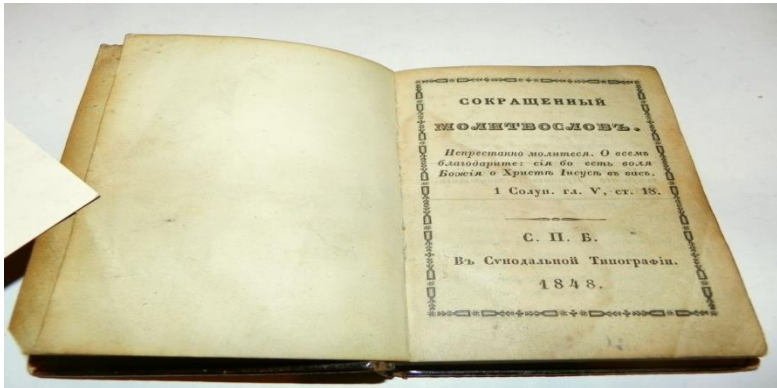 СОКРАЩЕННЫЙ
МОЛИТВОСЛОВЪ.
Непрестанно молитеся. О всемъ
благодарите: сія бо есть воля
Божія о Христѣ Іисусѣ въ васъ.
1 Солун. гл. V, ст. 18.
С. П. Б.
Въ Сѵнодальной Типографіи.
1848.